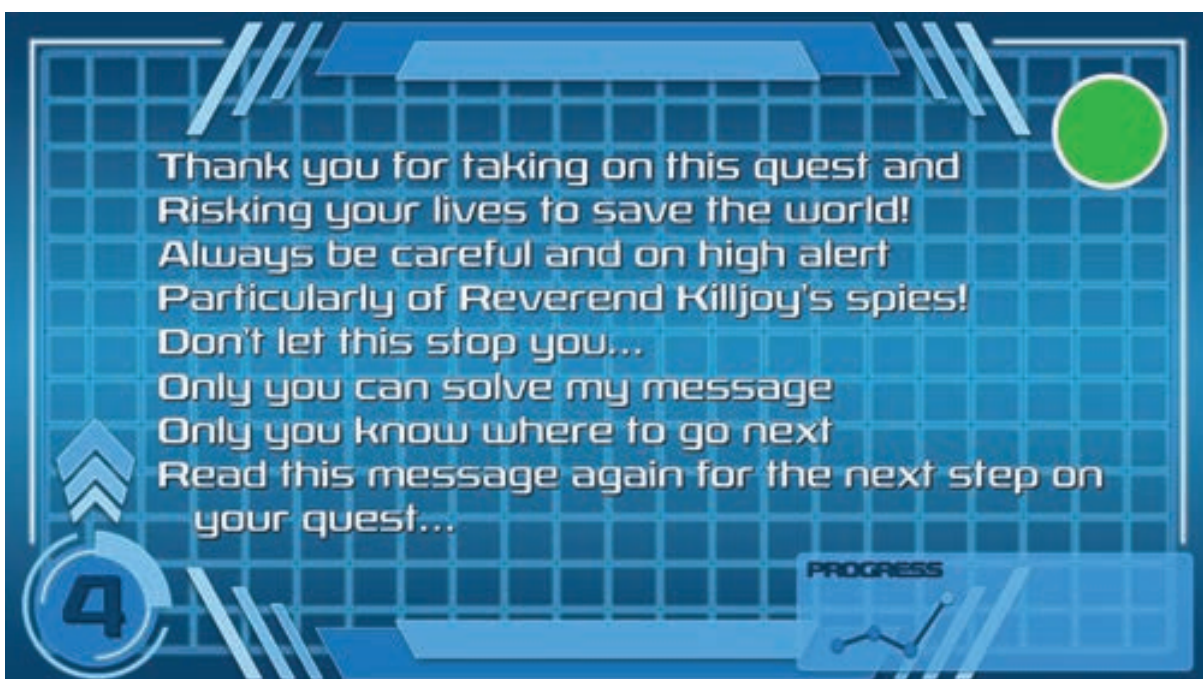 Thank you for taking on this quest and
Risking your lives to save the world!
Always be careful and on high alert
Particularly of Reverend Killjoy's spies!
Don't let this stop you...
Only you can solve my message
Only you know where to go next
Read this message again for the next step on
your quest...
4
PROGRESS